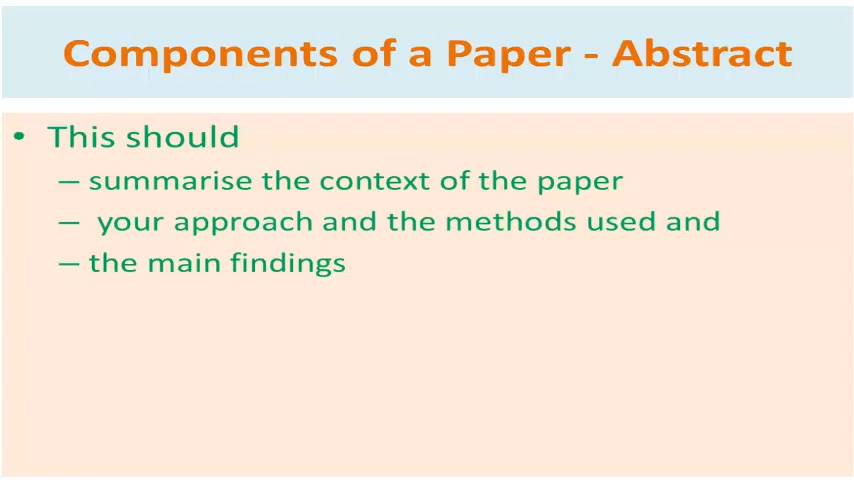 Components of a Paper - Abstract
• This should
– summarise the context of the paper
– your approach and the methods used and
– the main findings